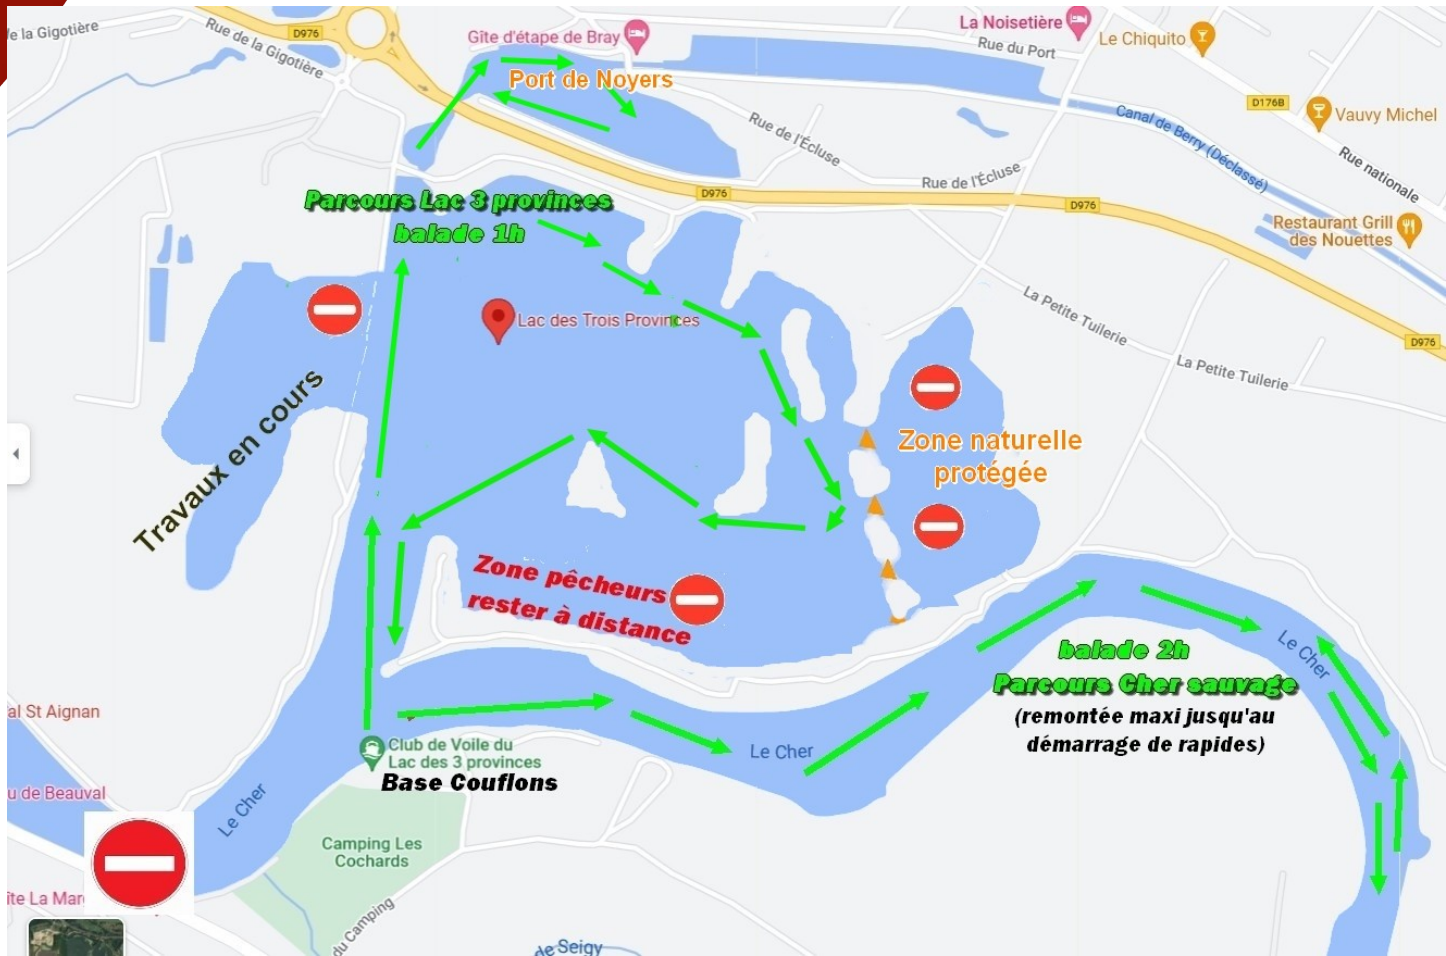 de la Gigotière
Rue de la Gigotière
D976
Gîte d'étape de Bray
Port de Noyers
La Noisetière
Rue du Port
Le Chiquito
D176B
Vauvy Michel
Canal de Berry (Déclassé)
Rue nationale
Rue de l'Écluse
Rue de l'Écluse
D976
D976
Restaurant Grill
des Nouettes
Parcours Lac 3 provinces
balade 1h
Lac des Trois Provinces
La Petite Tuilerie
La Petite Tuilerie
D976
Travaux en cours
Zone naturelle
protégée
Zone pêcheurs
rester à distance
balade 2h
Parcours Cher sauvage
(remontée maxi jusqu'au
démarrage de rapides)
Le Cher
Le Cher
al St Aignan
Club de Voile du
Lac des 3 provinces
Base Couflons
u de Beauval
Le Cher
Camping Les
Cochards
îte La Mar
du Camping
de Seigy